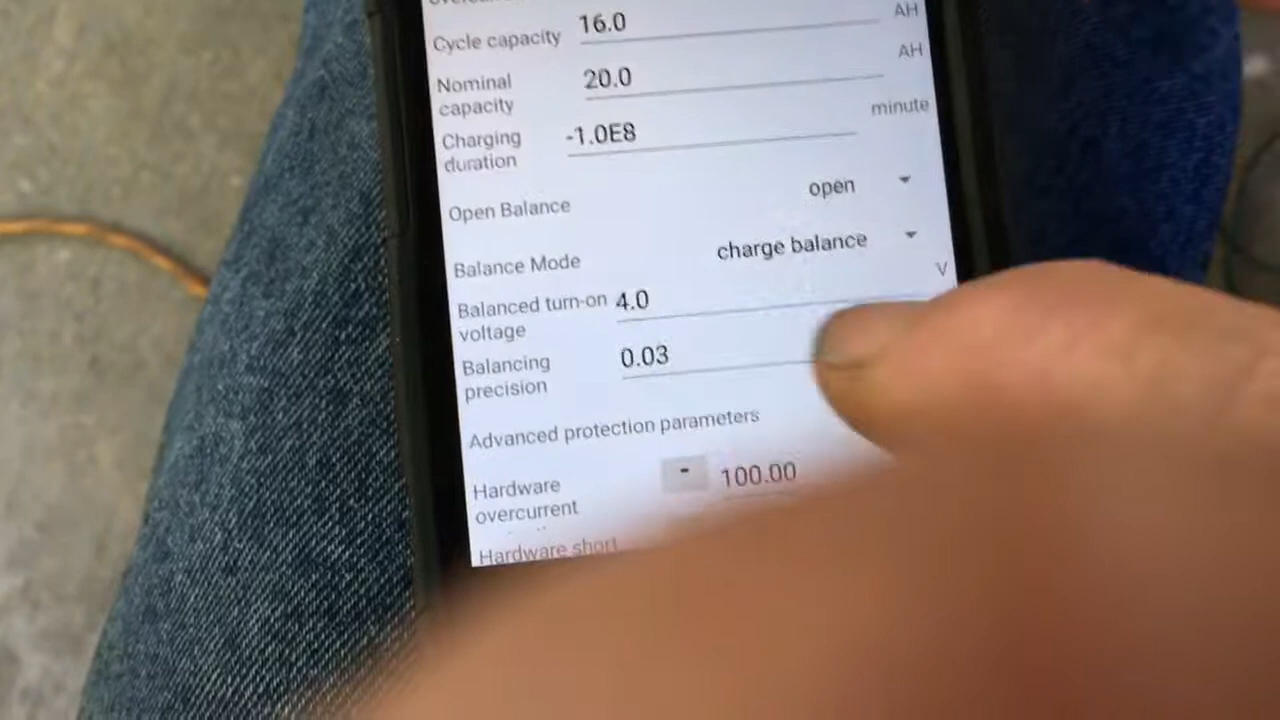 Cycle capacity 16.0 AH
Nominal capacity 20.0 AH
Charging duration -1.0E8 minute
Open Balance open
Balance Mode charge balance
Balanced turn-on voltage 4.0 V
Balancing precision 0.03
Advanced protection parameters
Hardware overcurrent - 100.00
Hardware short